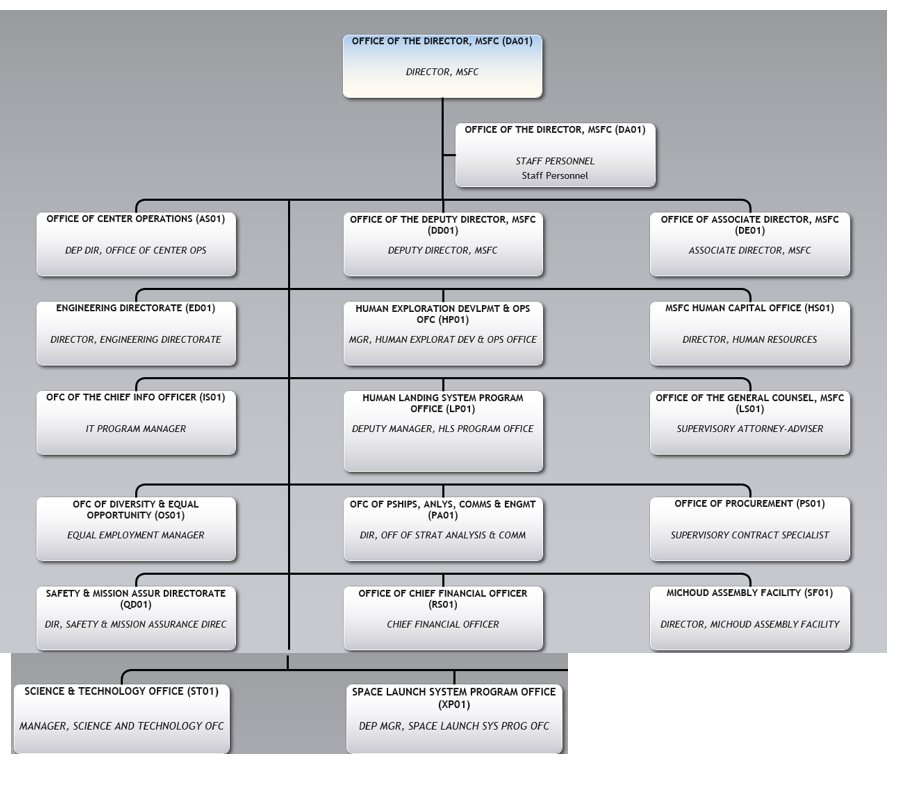 OFFICE OF THE DIRECTOR, MSFC (DA01)
DIRECTOR, MSFC
OFFICE OF THE DIRECTOR, MSFC (DA01)
STAFF PERSONNEL
Staff Personnel
OFFICE OF CENTER OPERATIONS (AS01)
DEP DIR, OFFICE OF CENTER OPS
OFFICE OF THE DEPUTY DIRECTOR, MSFC
(DD01)
DEPUTY DIRECTOR, MSFC
OFFICE OF ASSOCIATE DIRECTOR, MSFC
(DE01)
ASSOCIATE DIRECTOR, MSFC
ENGINEERING DIRECTORATE (ED01)
DIRECTOR, ENGINEERING DIRECTORATE
HUMAN EXPLORATION DEVLPMT & OPS
OFC (HP01)
MGR, HUMAN EXPLORAT DEV & OPS OFFICE
MSFC HUMAN CAPITAL OFFICE (HS01)
DIRECTOR, HUMAN RESOURCES
OFC OF THE CHIEF INFO OFFICER (IS01)
IT PROGRAM MANAGER
HUMAN LANDING SYSTEM PROGRAM
OFFICE (LP01)
DEPUTY MANAGER, HLS PROGRAM OFFICE
OFFICE OF THE GENERAL COUNSEL, MSFC
(LS01)
SUPERVISORY ATTORNEY-ADVISER
OFC OF DIVERSITY & EQUAL
OPPORTUNITY (OS01)
EQUAL EMPLOYMENT MANAGER
OFC OF PSHIPS, ANLYS, COMMS & ENGMT
(PA01)
DIR, OFF OF STRAT ANALYSIS & COMM
OFFICE OF PROCUREMENT (PS01)
SUPERVISORY CONTRACT SPECIALIST
SAFETY & MISSION ASSUR DIRECTORATE
(QD01)
DIR, SAFETY & MISSION ASSURANCE DIREC
OFFICE OF CHIEF FINANCIAL OFFICER
(RS01)
CHIEF FINANCIAL OFFICER
MICHOUD ASSEMBLY FACILITY (SF01)
DIRECTOR, MICHOUD ASSEMBLY FACILITY
SCIENCE & TECHNOLOGY OFFICE (ST01)
MANAGER, SCIENCE AND TECHNOLOGY OFC
SPACE LAUNCH SYSTEM PROGRAM OFFICE
(XP01)
DEP MGR, SPACE LAUNCH SYS PROG OFC